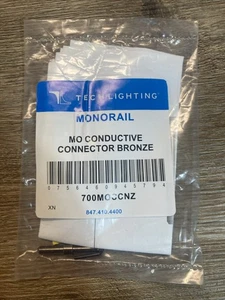 TECH LIGHTING
MONORAIL
MO CONDUCTIVE
CONNECTOR BRONZE
700MOCCNZ
XN
847.410.4400